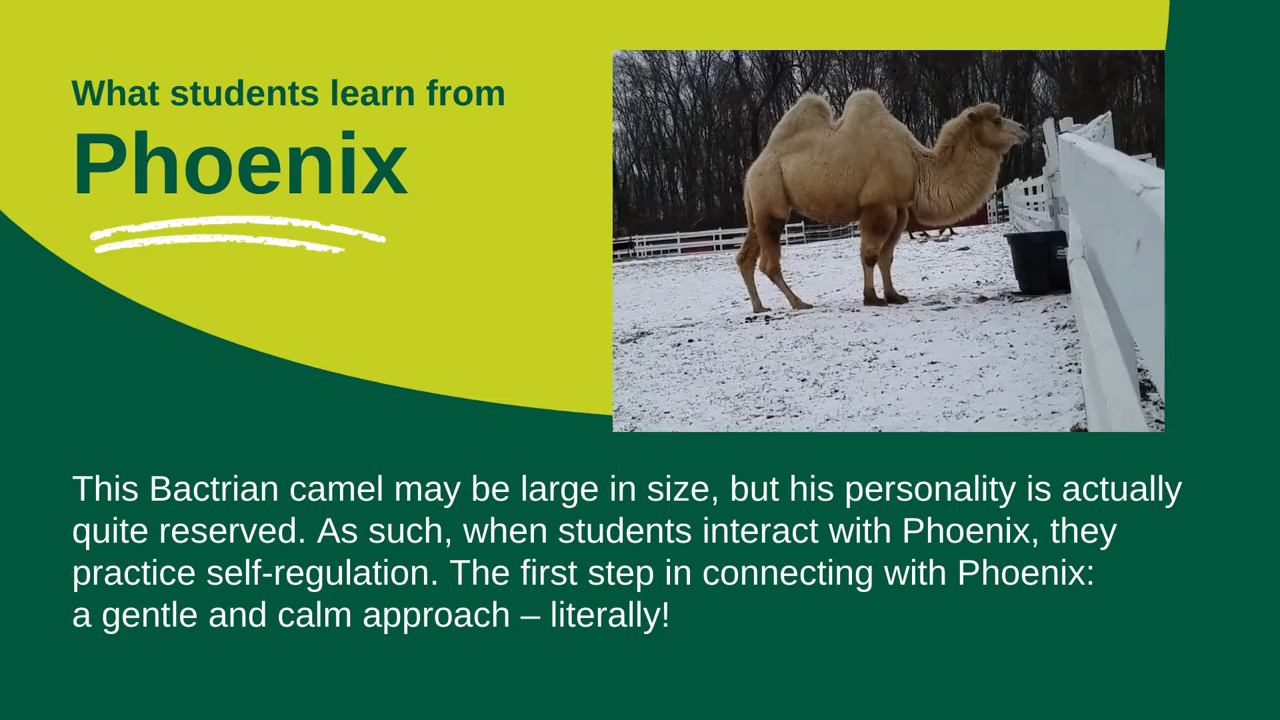 What students learn from
Phoenix
This Bactrian camel may be large in size, but his personality is actually
quite reserved. As such, when students interact with Phoenix, they
practice self-regulation. The first step in connecting with Phoenix:
a gentle and calm approach – literally!